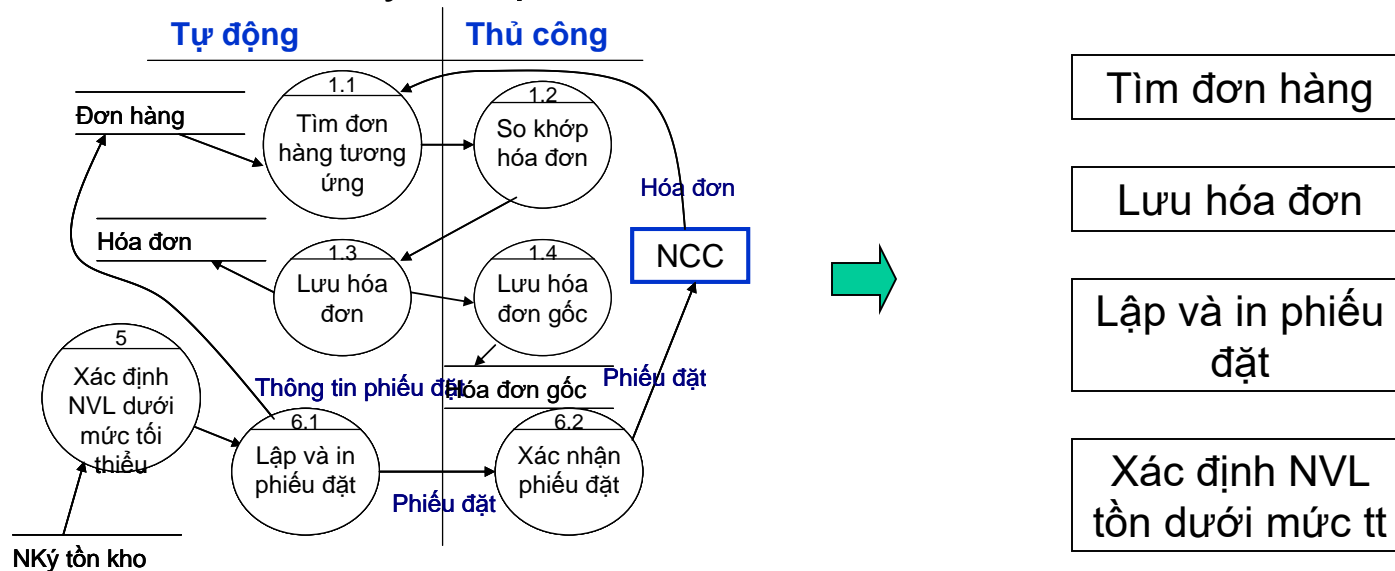 Tự động
Thủ công
1.1
Tìm đơn
hàng tương
ứng
1.2
So khớp
hóa đơn
Đơn hàng
Hóa đơn
Hóa đơn
NCC
1.3
Lưu hóa
đơn
1.4
Lưu hóa
đơn gốc
5
Xác định
NVL dưới
mức tối
thiểu
Thông tin phiếu đặt
Hóa đơn gốc
Phiếu đặt
6.1
Lập và in
phiếu đặt
6.2
Xác nhận
phiếu đặt
Phiếu đặt
NKý tồn kho
Tìm đơn hàng
Lưu hóa đơn
Lập và in phiếu
đặt
Xác định NVL
tồn dưới mức tt